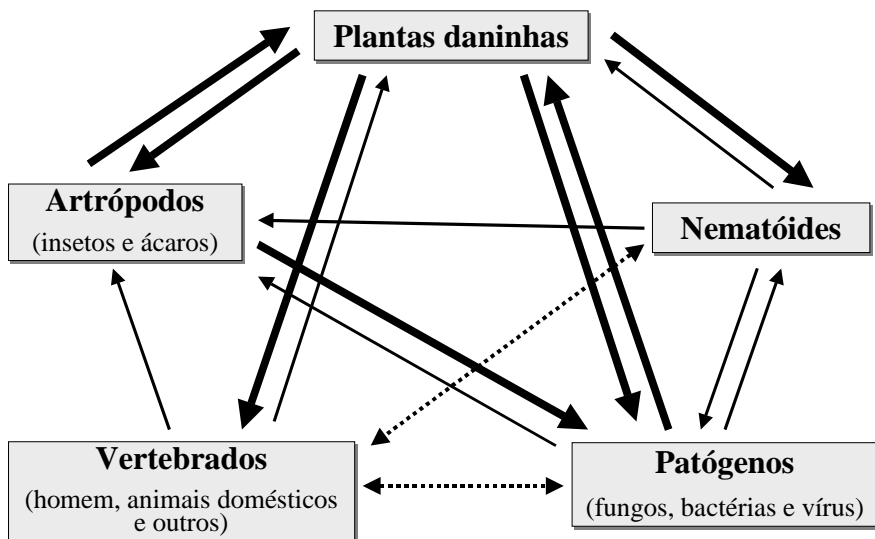 Plantas daninhas
Artrópodos
(insetos e ácaros)
Nematóides
Vertebrados
(homem, animais domésticos
e outros)
Patógenos
(fungos, bactérias e vírus)